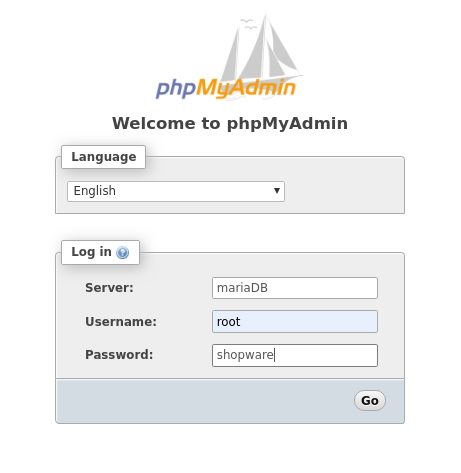 phpMyAdmin
Welcome to phpMyAdmin
Language
English
Log in
Server: mariaDB
Username: root
Password: shopware
Go